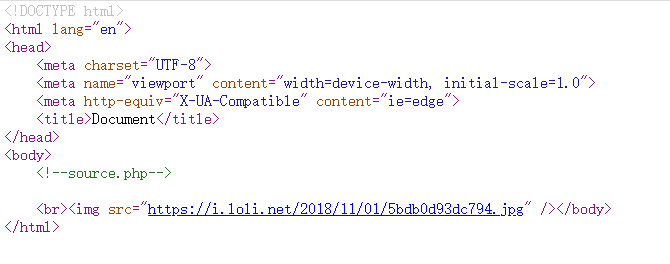 <!DOCTYPE html>
<html lang="en">
<head>
    <meta charset="UTF-8">
    <meta name="viewport" content="width=device-width, initial-scale=1.0">
    <meta http-equiv="X-UA-Compatible" content="ie=edge">
    <title>Document</title>
</head>
<body>
    <!--source.php-->
    <br><img src="https://i.loli.net/2018/11/01/5bdb0d93dc794.jpg" /></body>
</html>